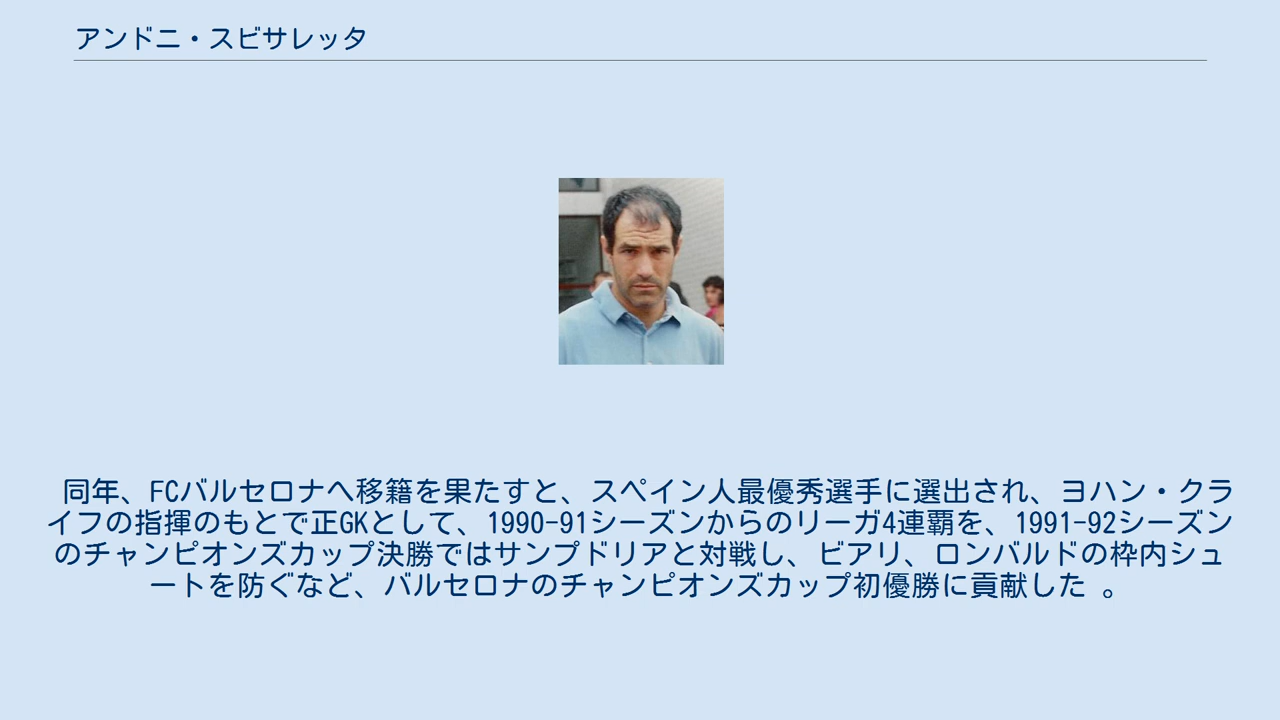 アンドニ・スビサレッタ
同年、FCバルセロナへ移籍を果たすと、スペイン人最優秀選手に選出され、ヨハン・クラ
イフの指揮のもとで正GKとして、1990-91シーズンからのリーガ4連覇を、1991-92シーズン
のチャンピオンズカップ決勝ではサンプドリアと対戦し、ビアリ、ロンバルドの枠内シュ
ートを防ぐなど、バルセロナのチャンピオンズカップ初優勝に貢献した 。